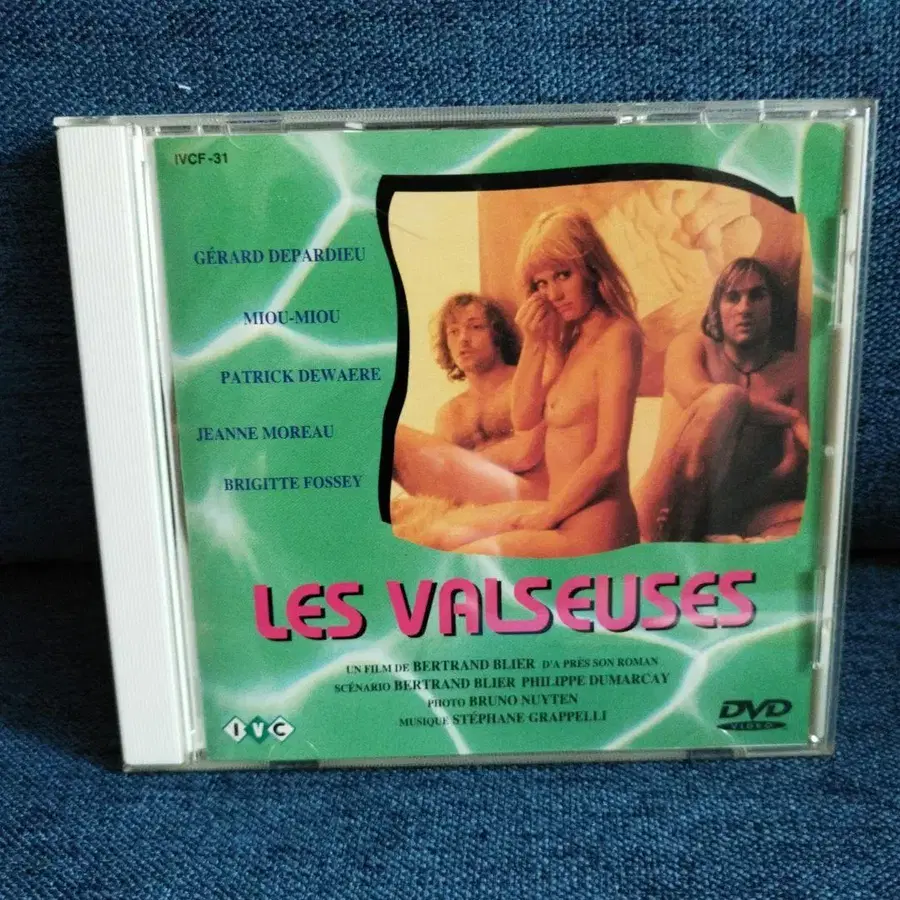 IVCF-31
GÉRARD DEPARDIEU
MIOU-MIOU
PATRICK DEWAERE
JEANNE MOREAU
BRIGITTE FOSSEY
LES VALSEUSES
UN FILM DE BERTRAND BLIER D'A PRÈS SON ROMAN
SCÉNARIO BERTRAND BLIER PHILIPPE DUMARCAY
PHOTO BRUNO NUYTEN
MUSIQUE STÉPHANE GRAPPELLI
IVC
DVD
VIDEO